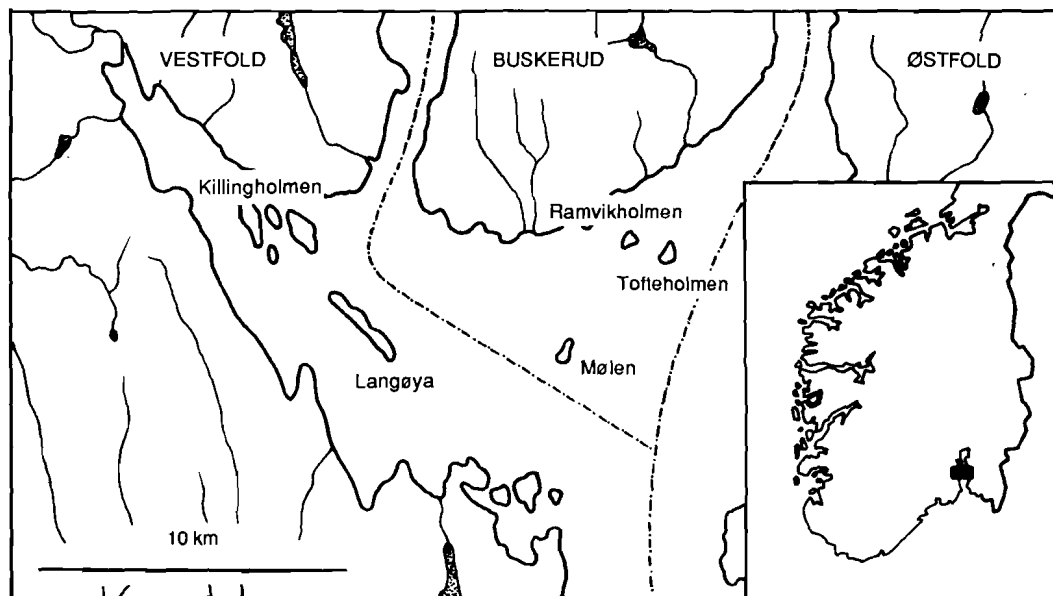 VESTFOLD
BUSKERUD
ØSTFOLD
Killingholmen
Ramvikholmen
Tofteholmen
Langøya
Mølen
10 km